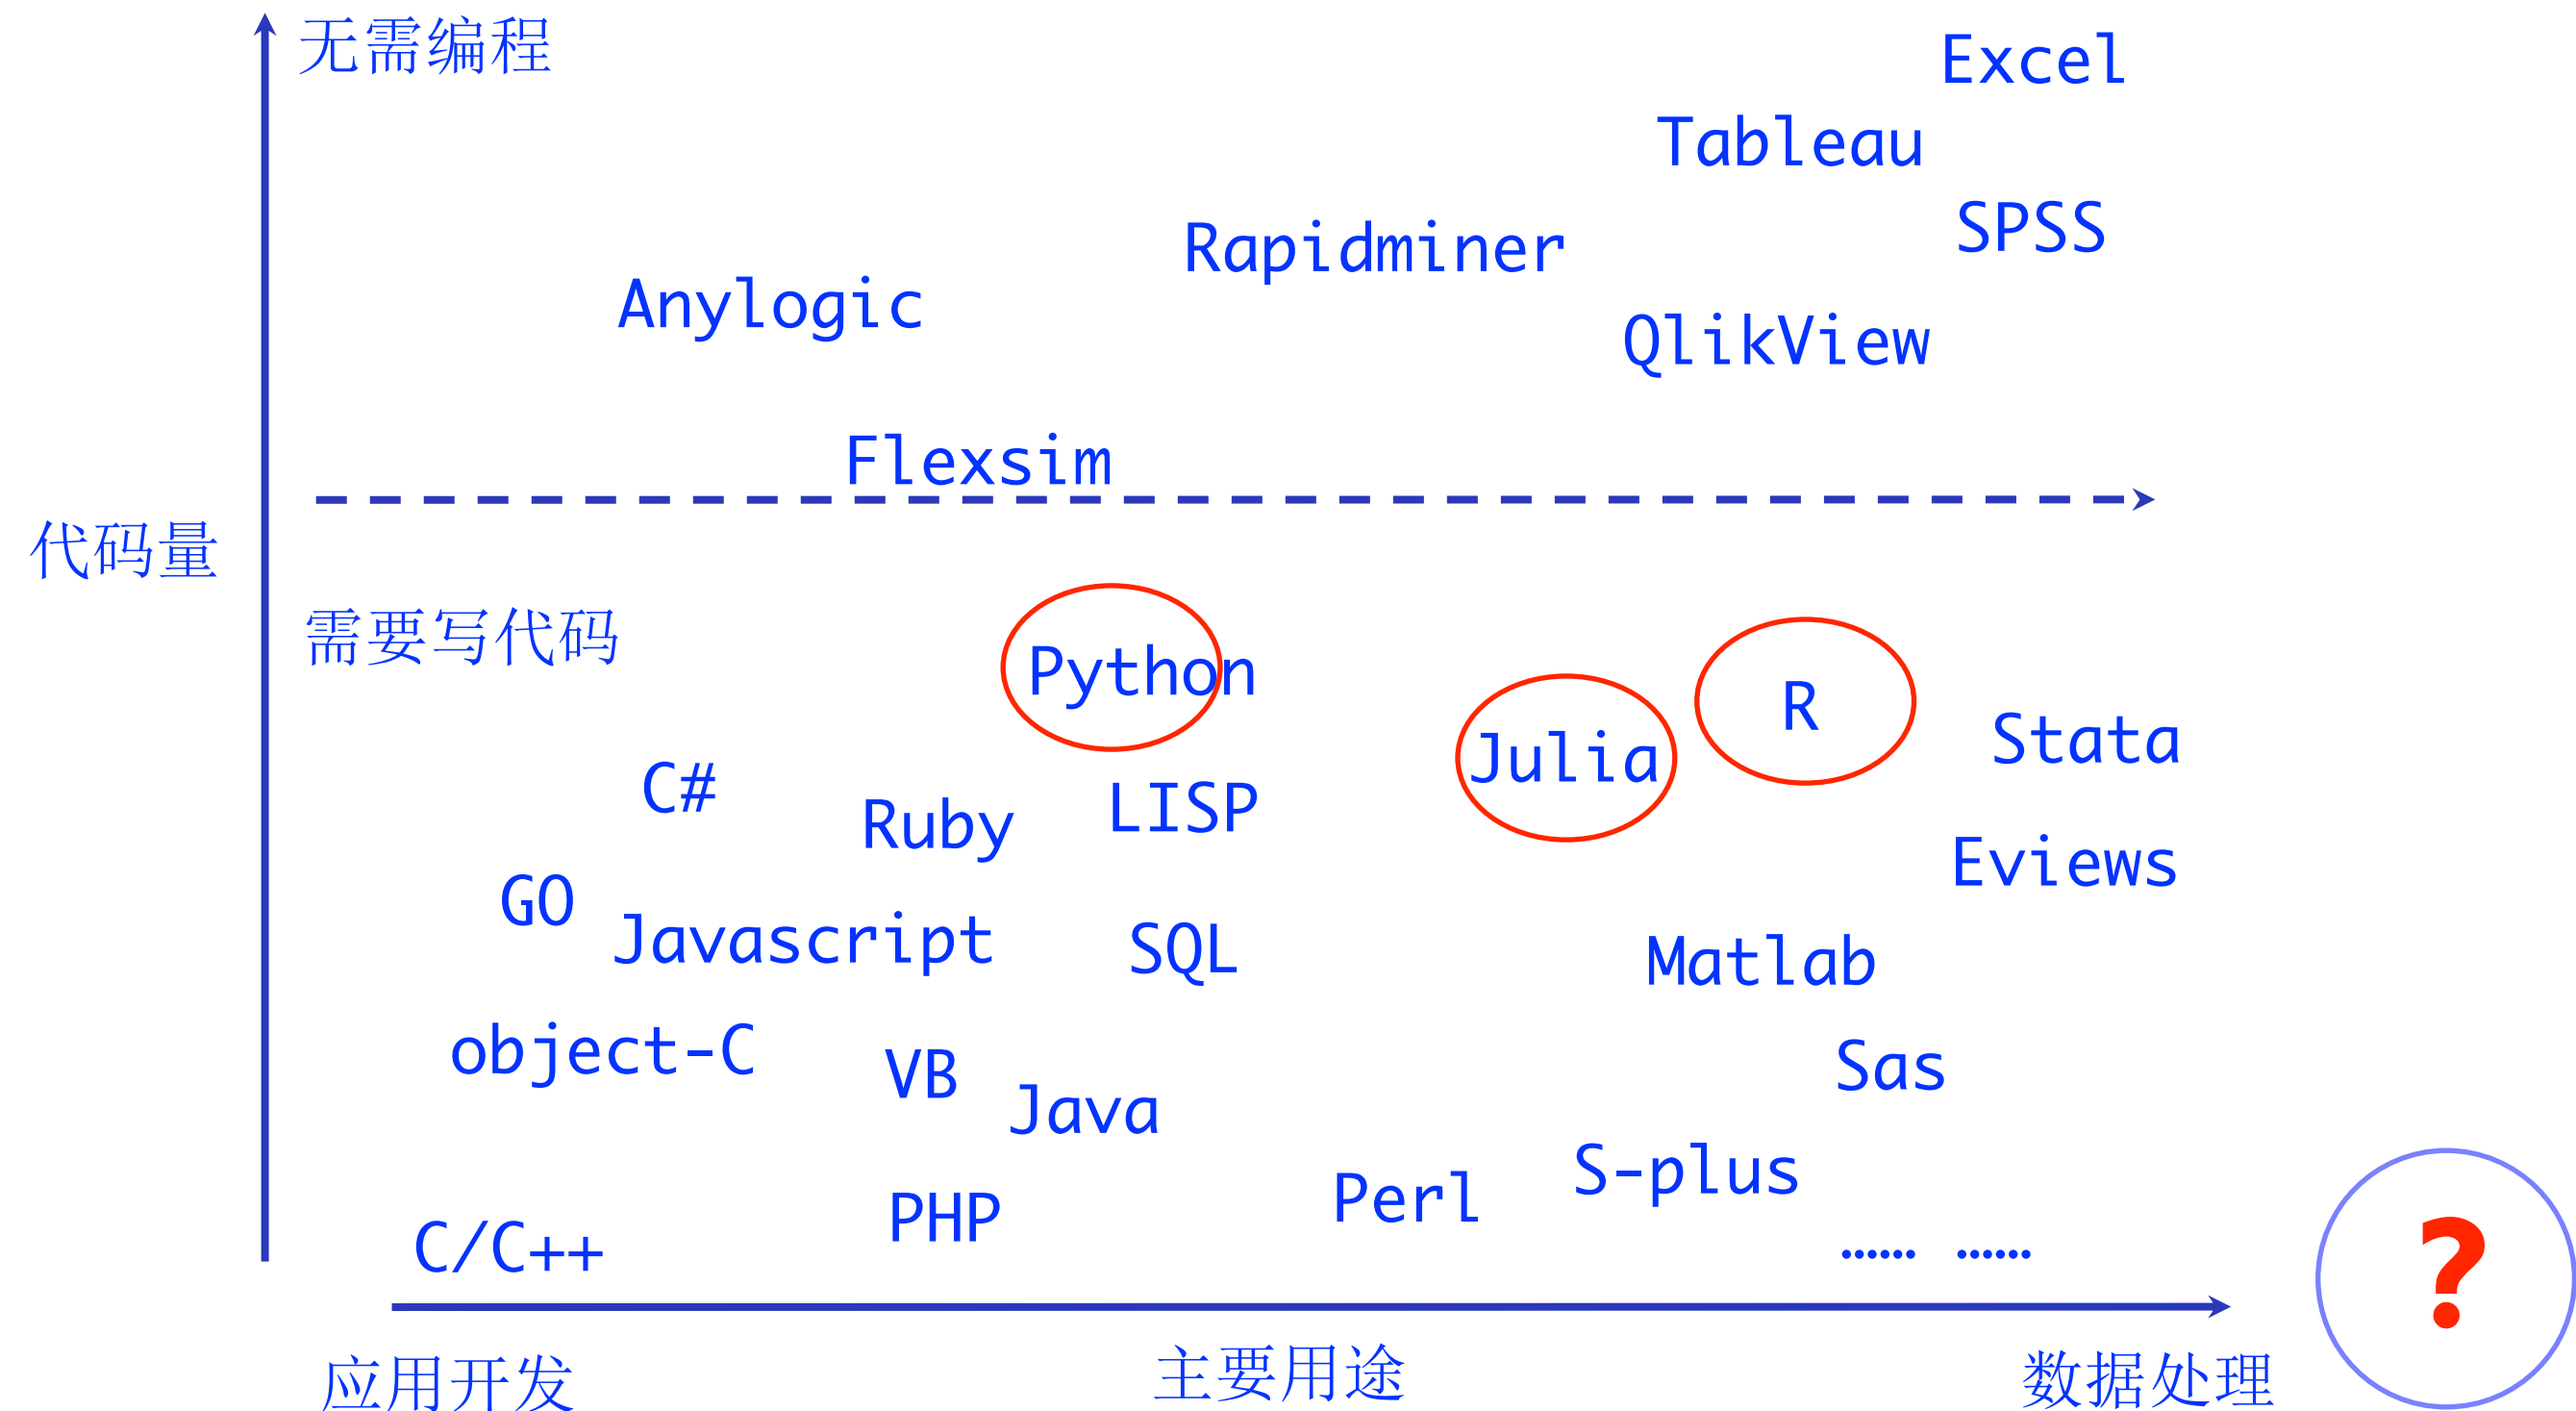 无需编程
Excel
Tableau
SPSS
Rapidminer
Anylogic
QlikView
Flexsim
代码量
需要写代码
Python
R
Julia
Stata
C#
Ruby
LISP
Eviews
GO
Javascript
SQL
Matlab
object-C
VB
Sas
Java
S-plus
PHP
Perl
C/C++
…… ……
?
应用开发
主要用途
数据处理